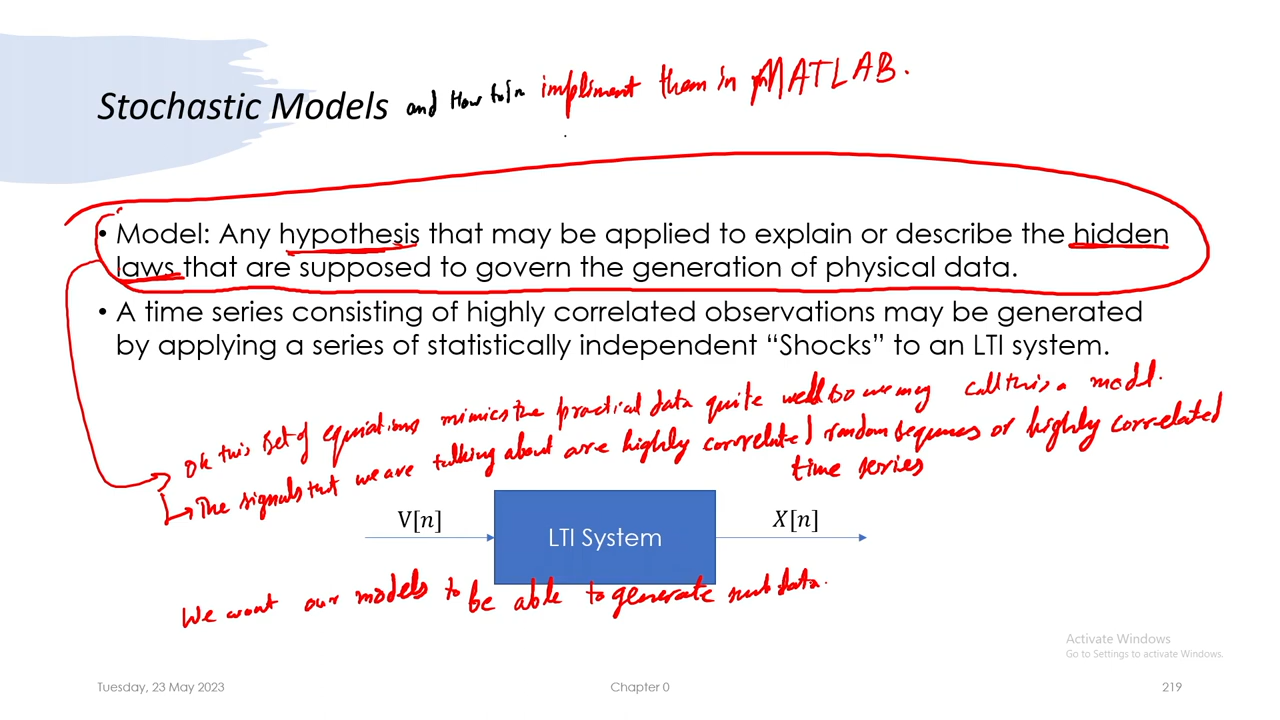 Stochastic Models and How to implement them in MATLAB.
• Model: Any hypothesis that may be applied to explain or describe the hidden
laws that are supposed to govern the generation of physical data.
• A time series consisting of highly correlated observations may be generated
by applying a series of statistically independent “Shocks” to an LTI system.
Ok this set of equations mimics the practical data quite well so we may call this a model.
→ The signals that we are talking about are highly correlated random sequences or highly correlated
time series
V[n]
LTI System
X[n]
We want our models to be able to generate such data.
Activate Windows
Go to Settings to activate Windows.
Tuesday, 23 May 2023
Chapter 0
219